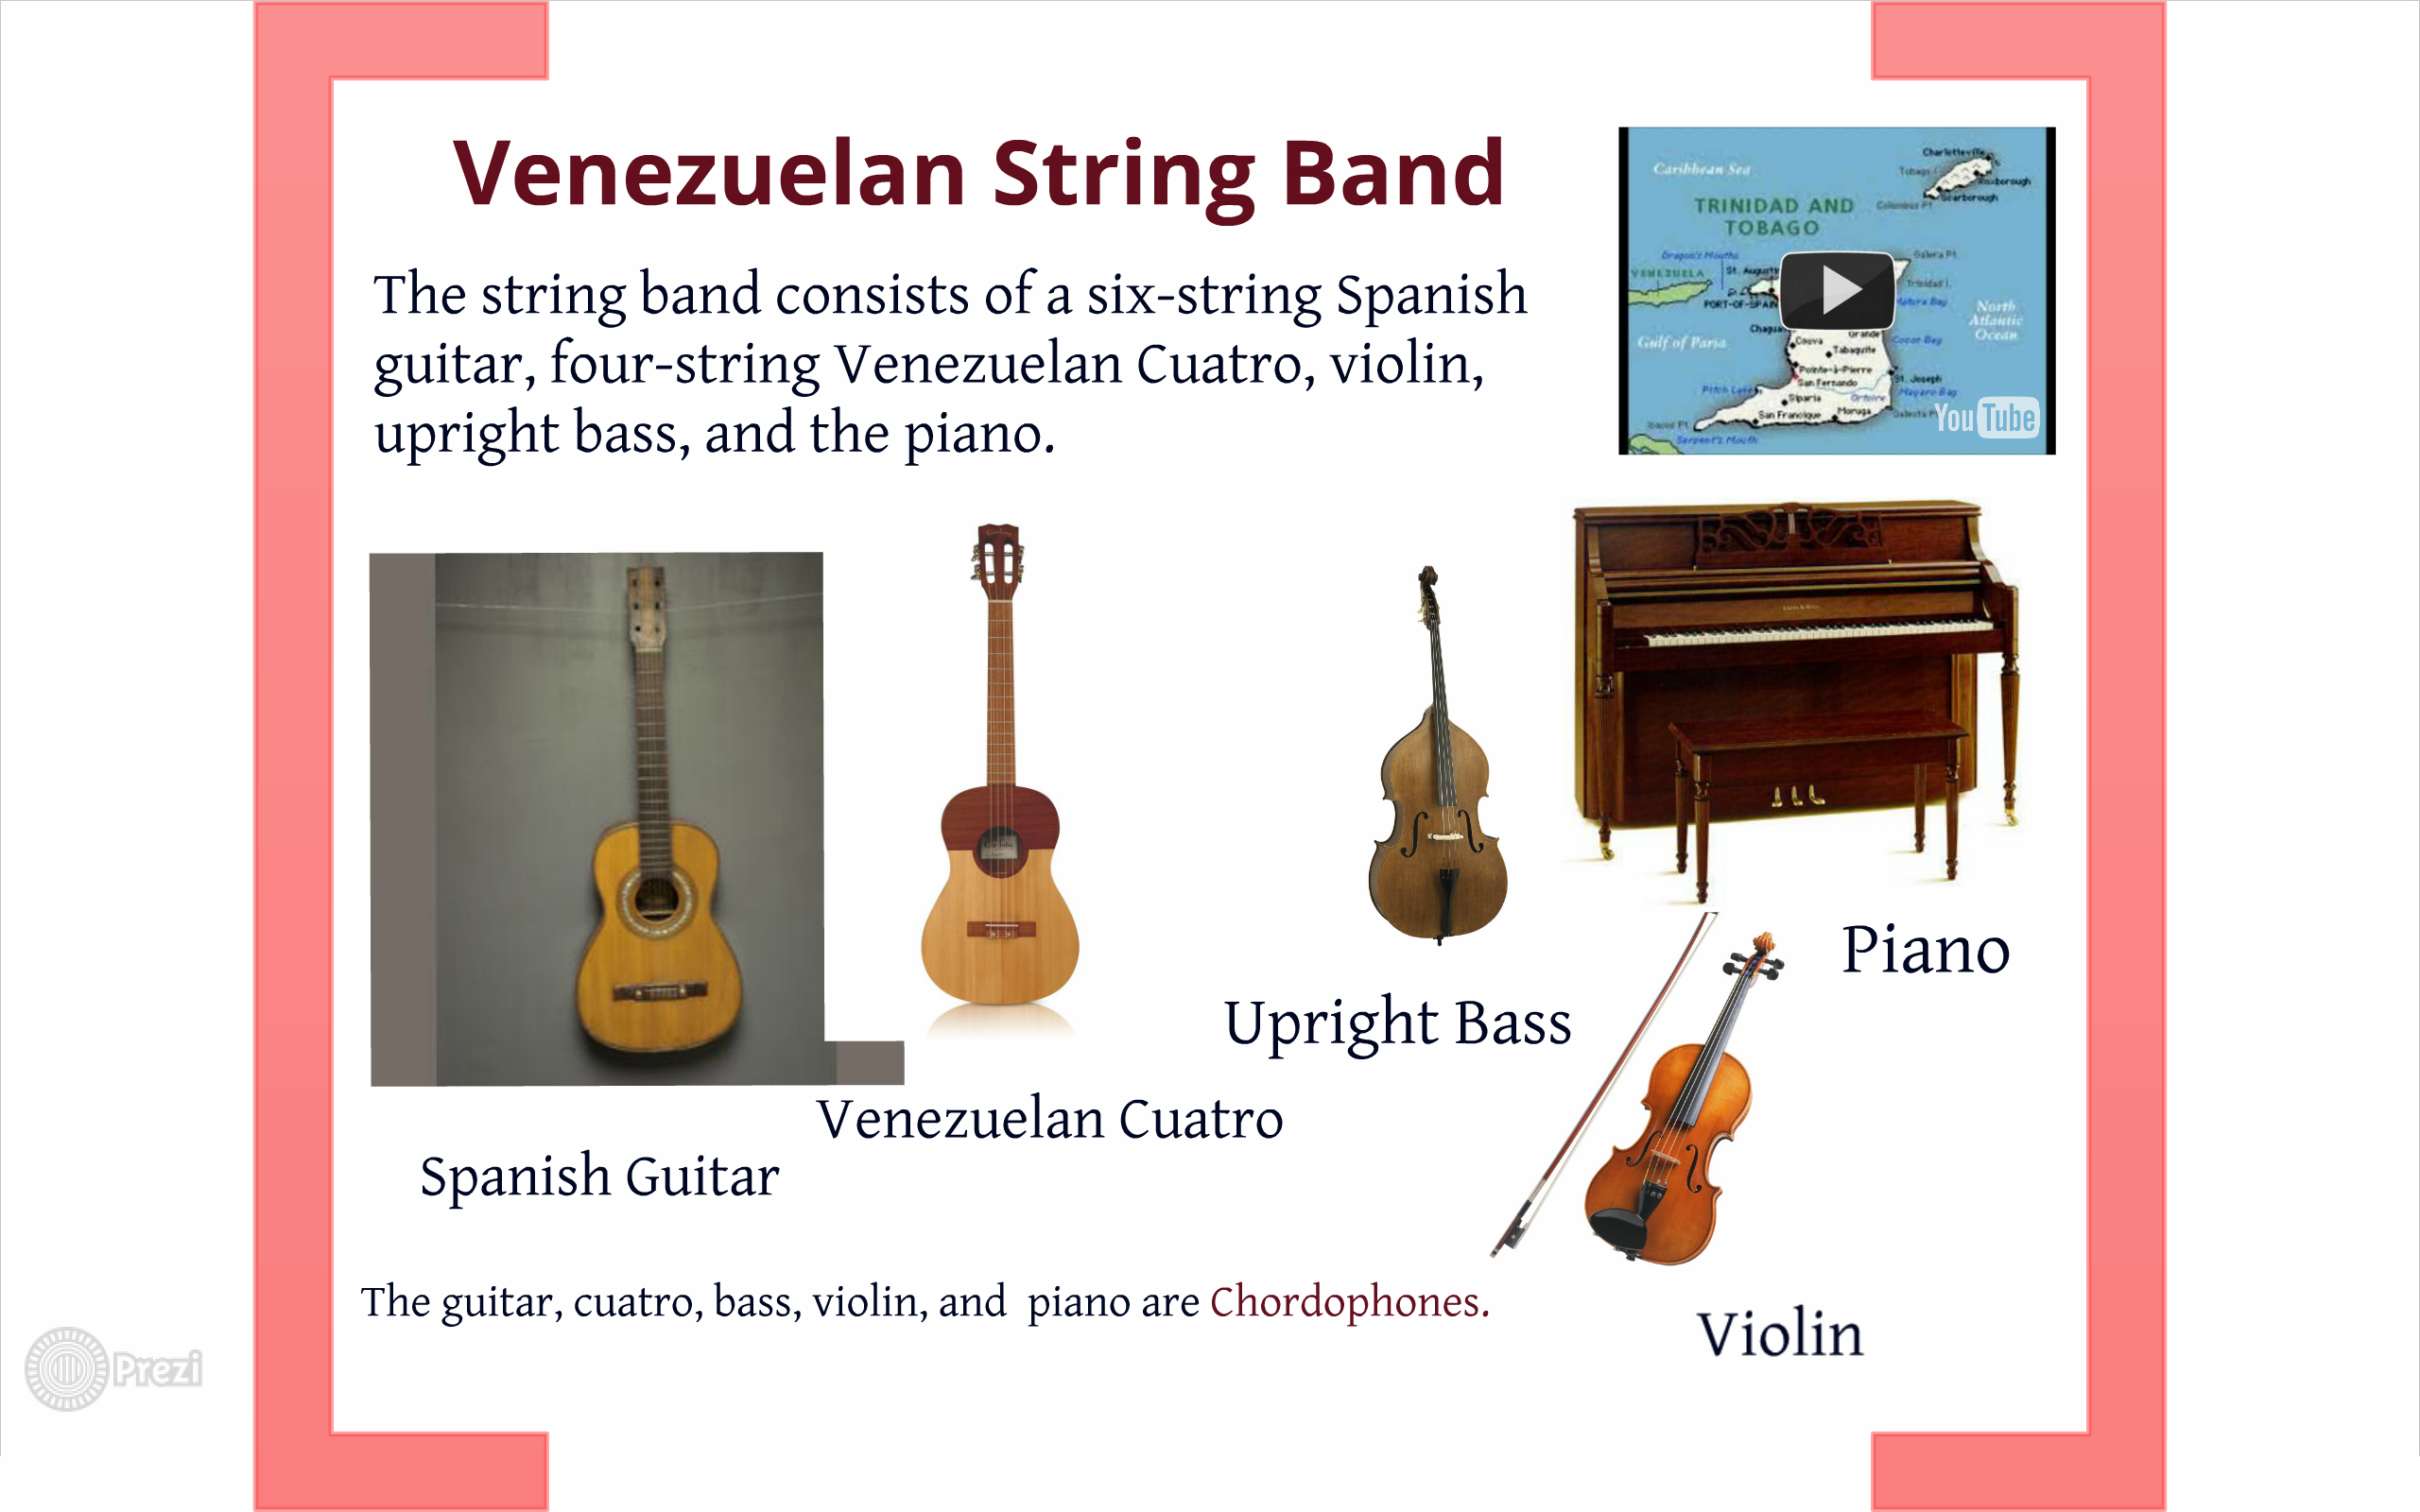 Venezuelan String Band
The string band consists of a six-string Spanish
guitar, four-string Venezuelan Cuatro, violin,
upright bass, and the piano.
Caribbean Sea
Charlotteville
Tobago
Roxborough
Scarborough
Columbus Pt.
TRINIDAD AND
TOBAGO
Dragon's Mouths
Galera Pt.
VENEZUELA
St. Augustine
Trinidad I.
PORT-OF-SPAIN
Matura Bay
North
Atlantic
Ocean
Grande
Gulf of Paria
Couva
Cocos Bay
Tabaquite
Pointe-à-Pierre
San Fernando
St. Joseph
Pitch Lake
Mayaro Bay
Siparia
Ortoire
San Francique
Moruga
Galeota Pt.
Icacos Pt.
Serpent's Mouth
YouTube
Piano
Upright Bass
Venezuelan Cuatro
Spanish Guitar
The guitar, cuatro, bass, violin, and piano are Chordophones.
Violin
Prezi